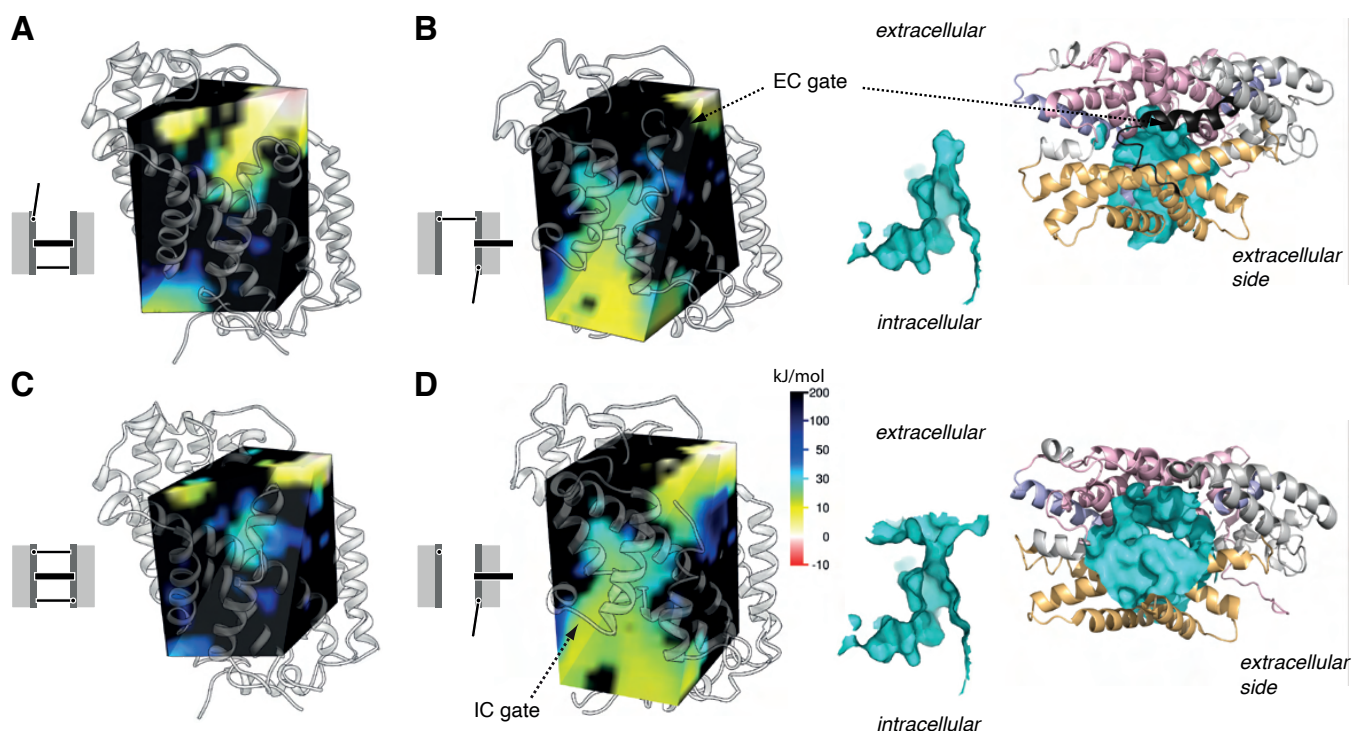 A
B
extracellular
EC gate
extracellular
side
intracellular
C
D
kJ/mol
200
100
50
30
10
0
-10
extracellular
IC gate
intracellular
extracellular
side